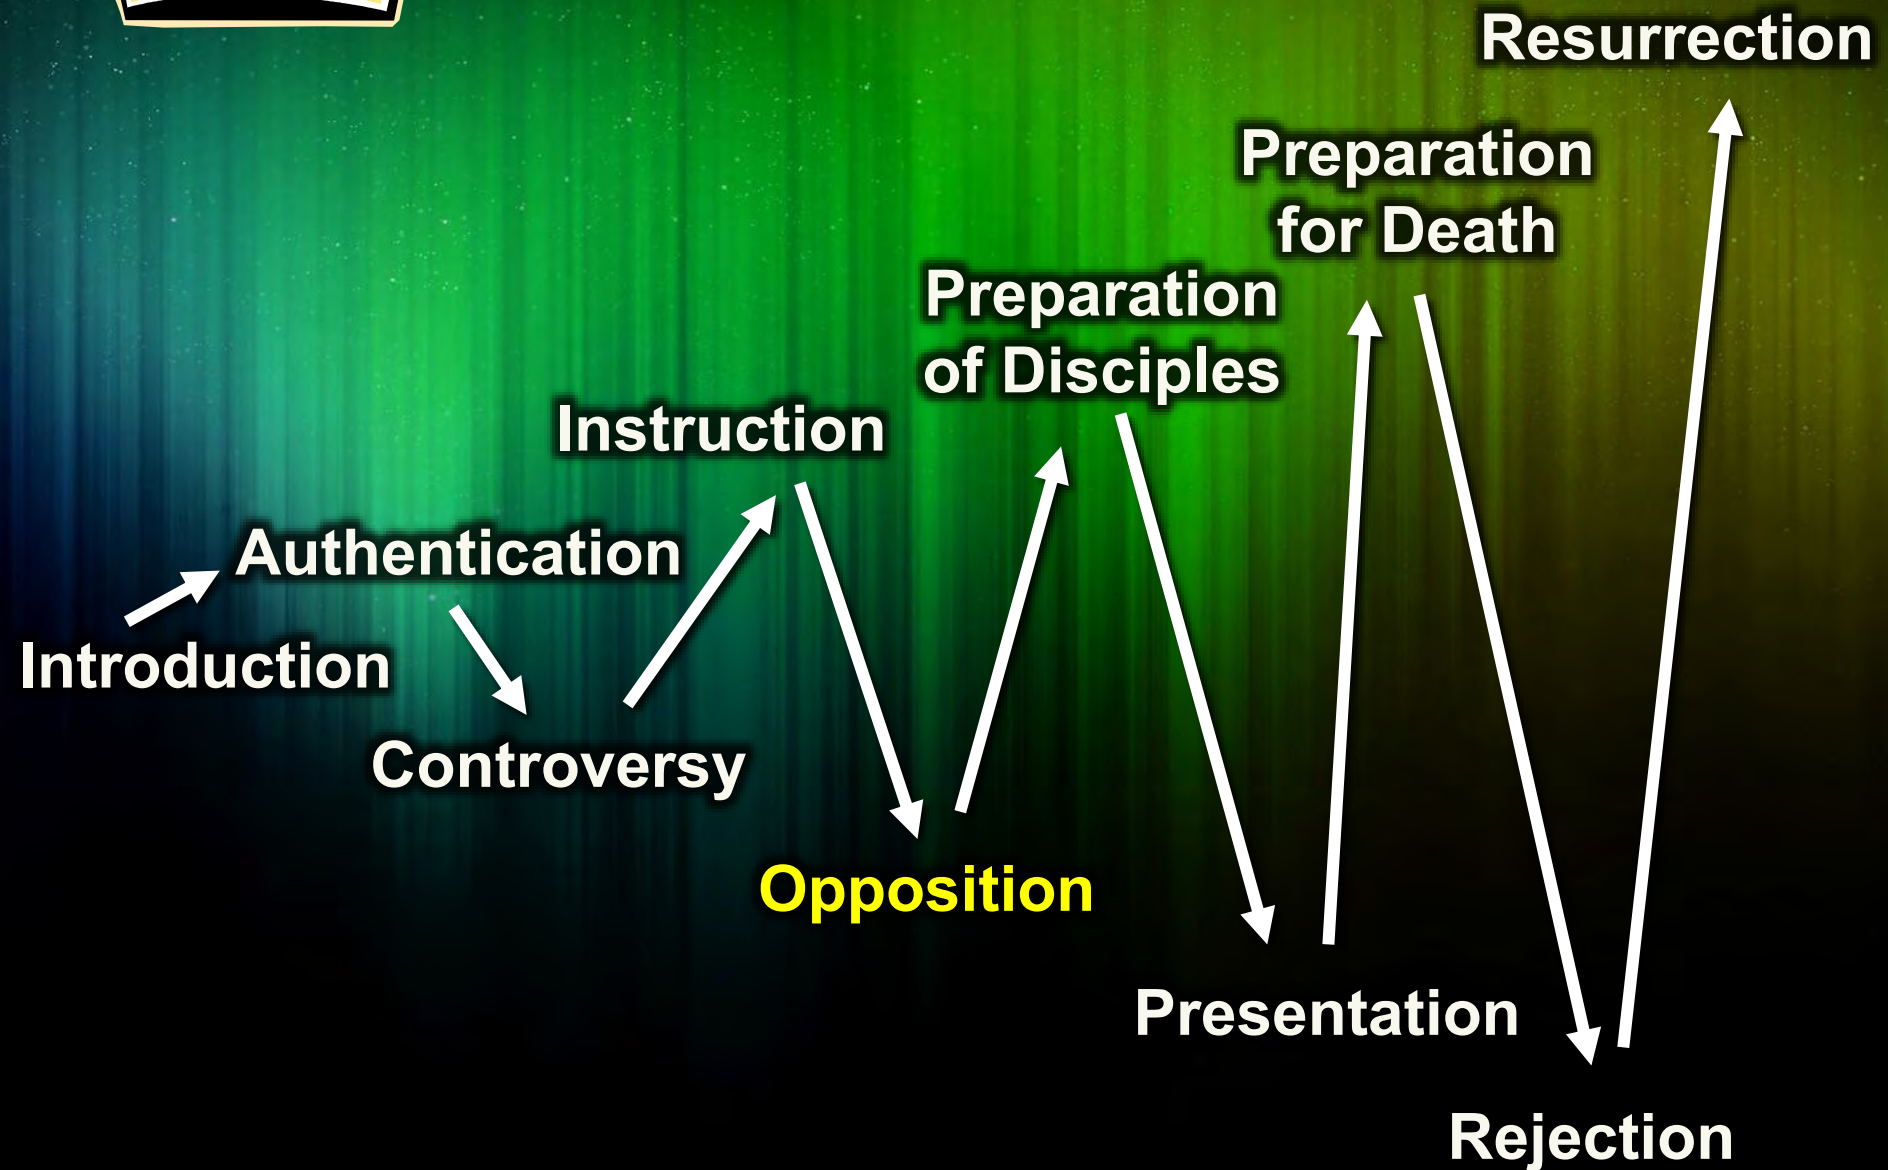 Resurrection
Preparation
for Death
Preparation
of Disciples
Instruction
Authentication
Introduction
Controversy
Opposition
Presentation
Rejection